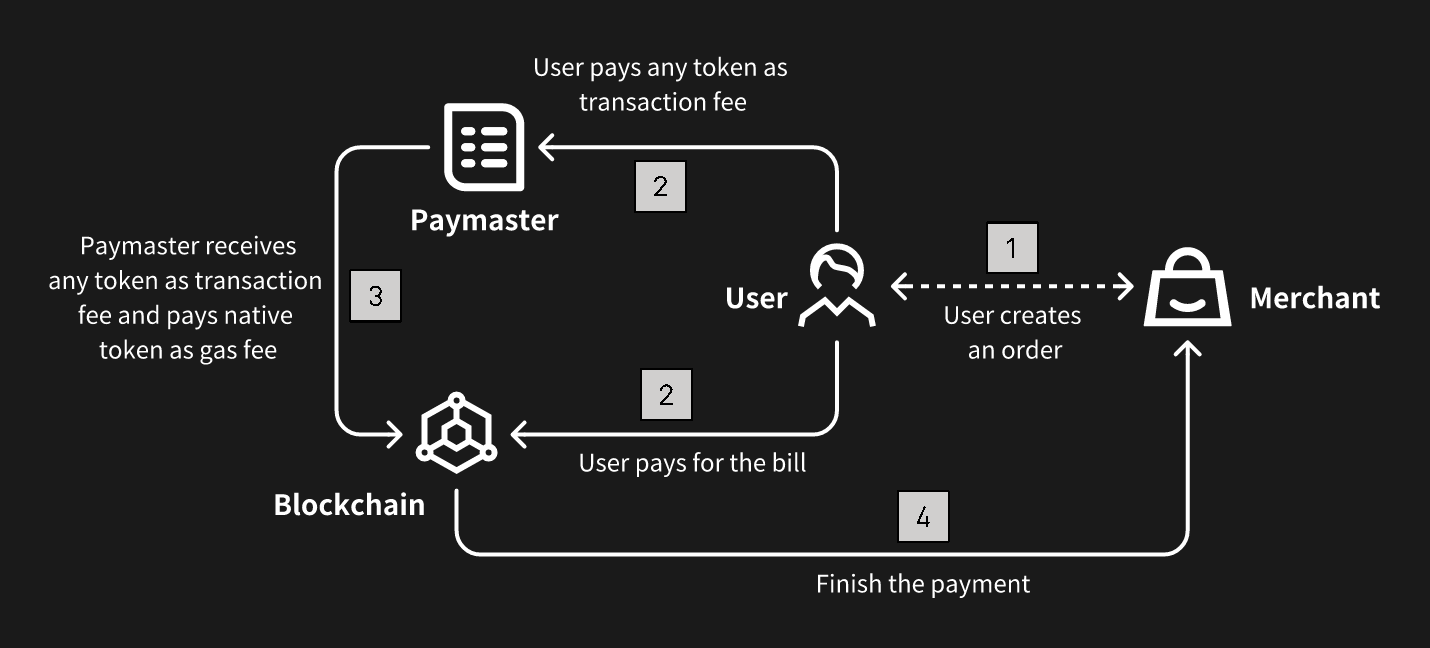 User pays any token as
transaction fee
2
Paymaster
Paymaster receives
any token as transaction
fee and pays native
token as gas fee
3
1
User
Merchant
User creates
an order
2
User pays for the bill
Blockchain
4
Finish the payment